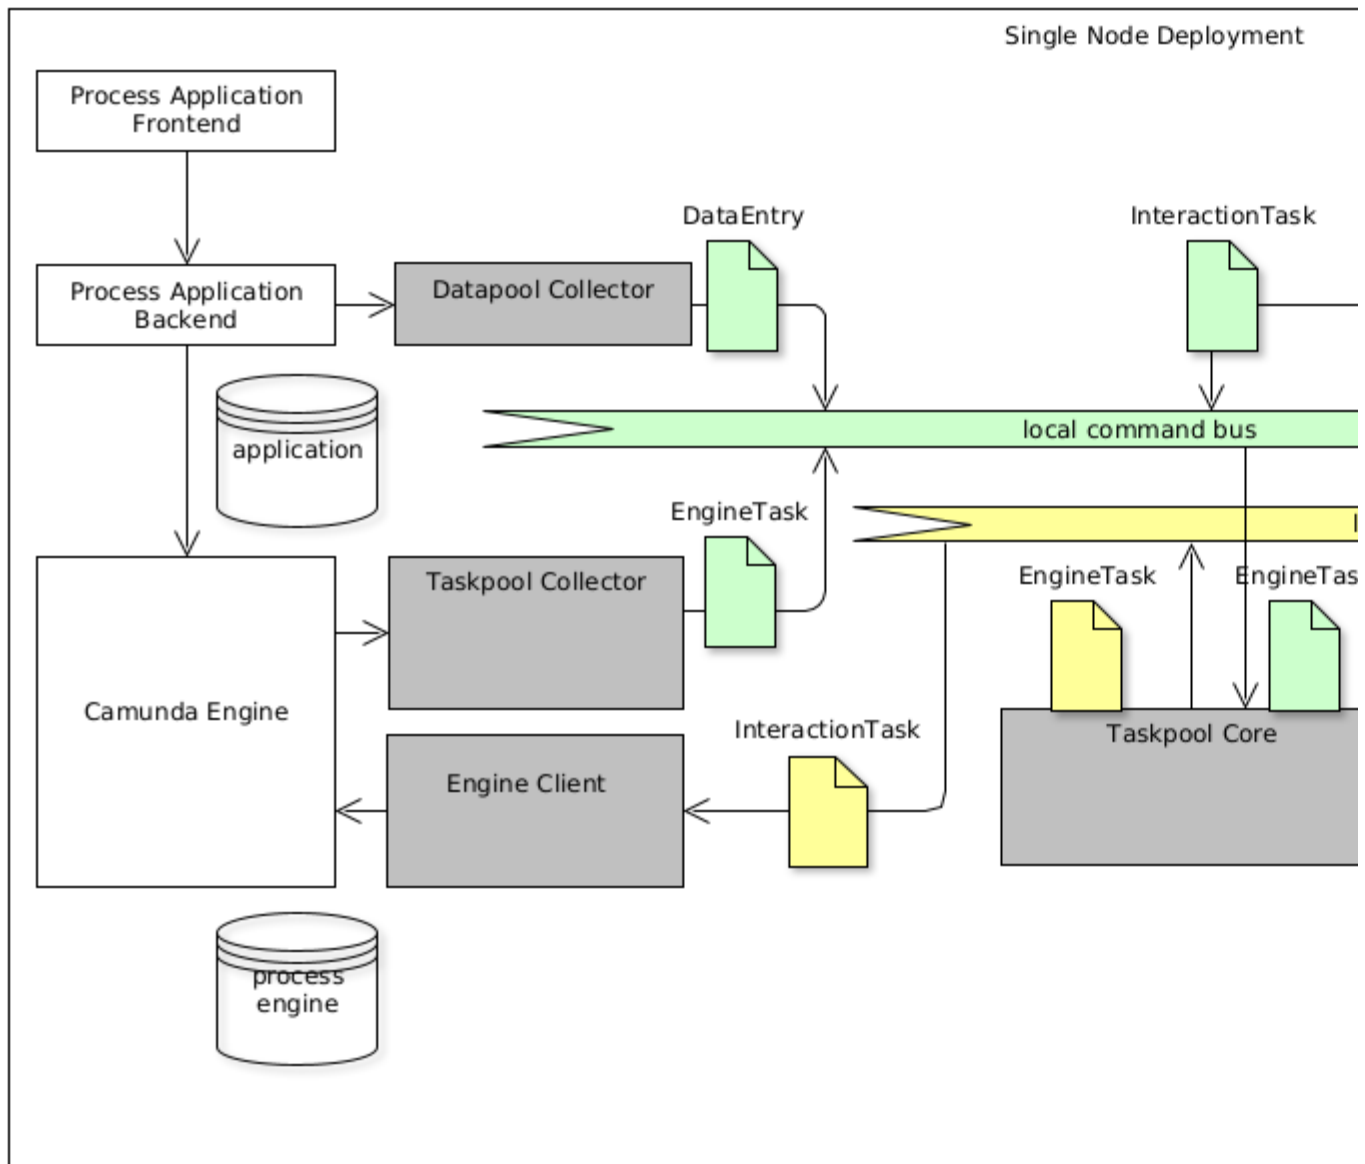 Single Node Deployment
Process Application
Frontend
DataEntry
InteractionTask
Process Application
Backend
Datapool Collector
local command bus
application
EngineTask
l
Taskpool Collector
EngineTask
EngineTas
Camunda Engine
InteractionTask
Taskpool Core
Engine Client
process
engine